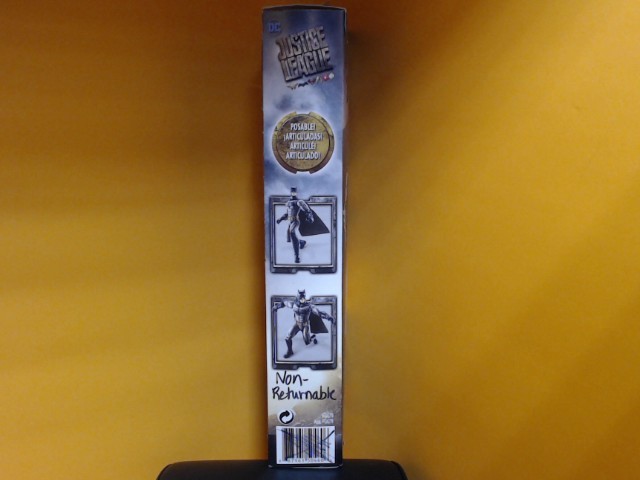 DC
JUSTICE
LEAGUE
POSABLE!
¡ARTICULADAS!
ARTICULÉ!
ARTICULADO!
Non-
Returnable